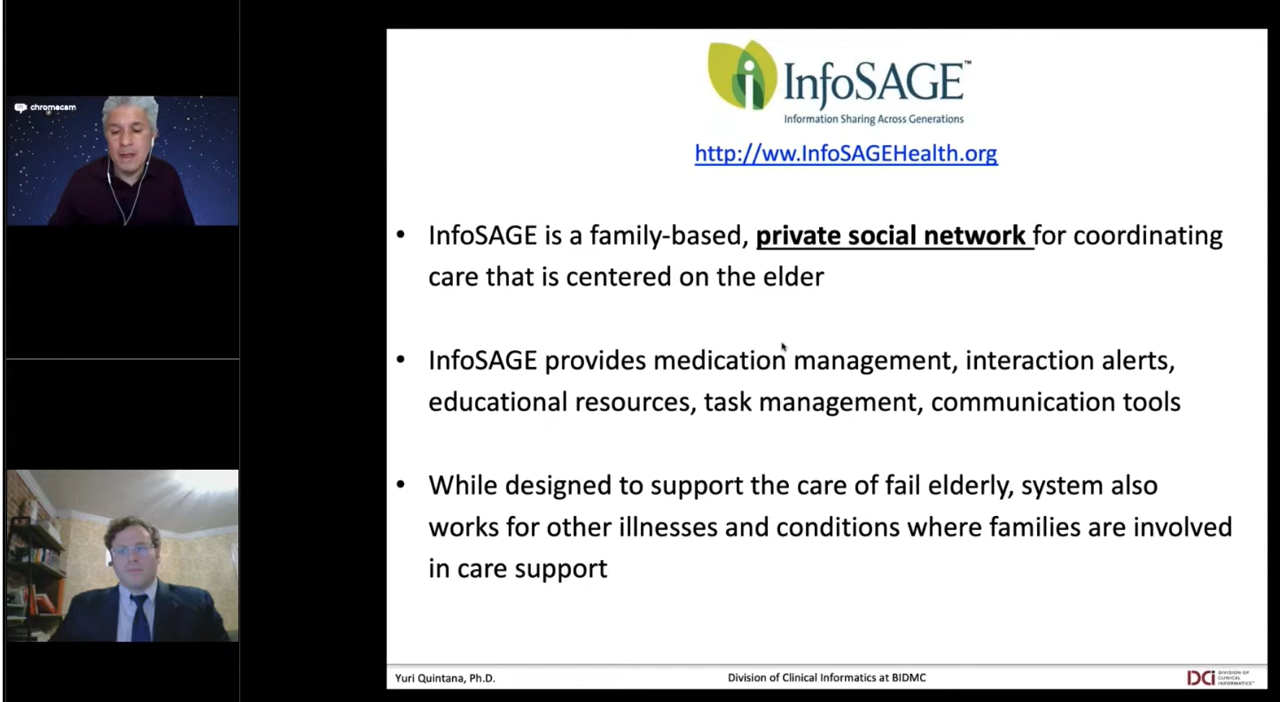 chromacam
InfoSAGE™
Information Sharing Across Generations
http://ww.InfoSAGEHealth.org
• InfoSAGE is a family-based, private social network for coordinating
care that is centered on the elder
• InfoSAGE provides medication management, interaction alerts,
educational resources, task management, communication tools
• While designed to support the care of fail elderly, system also
works for other illnesses and conditions where families are involved
in care support
Yuri Quintana, Ph.D.
Division of Clinical Informatics at BIDMC
DCi
DIVISION OF
CLINICAL
INFORMATICS